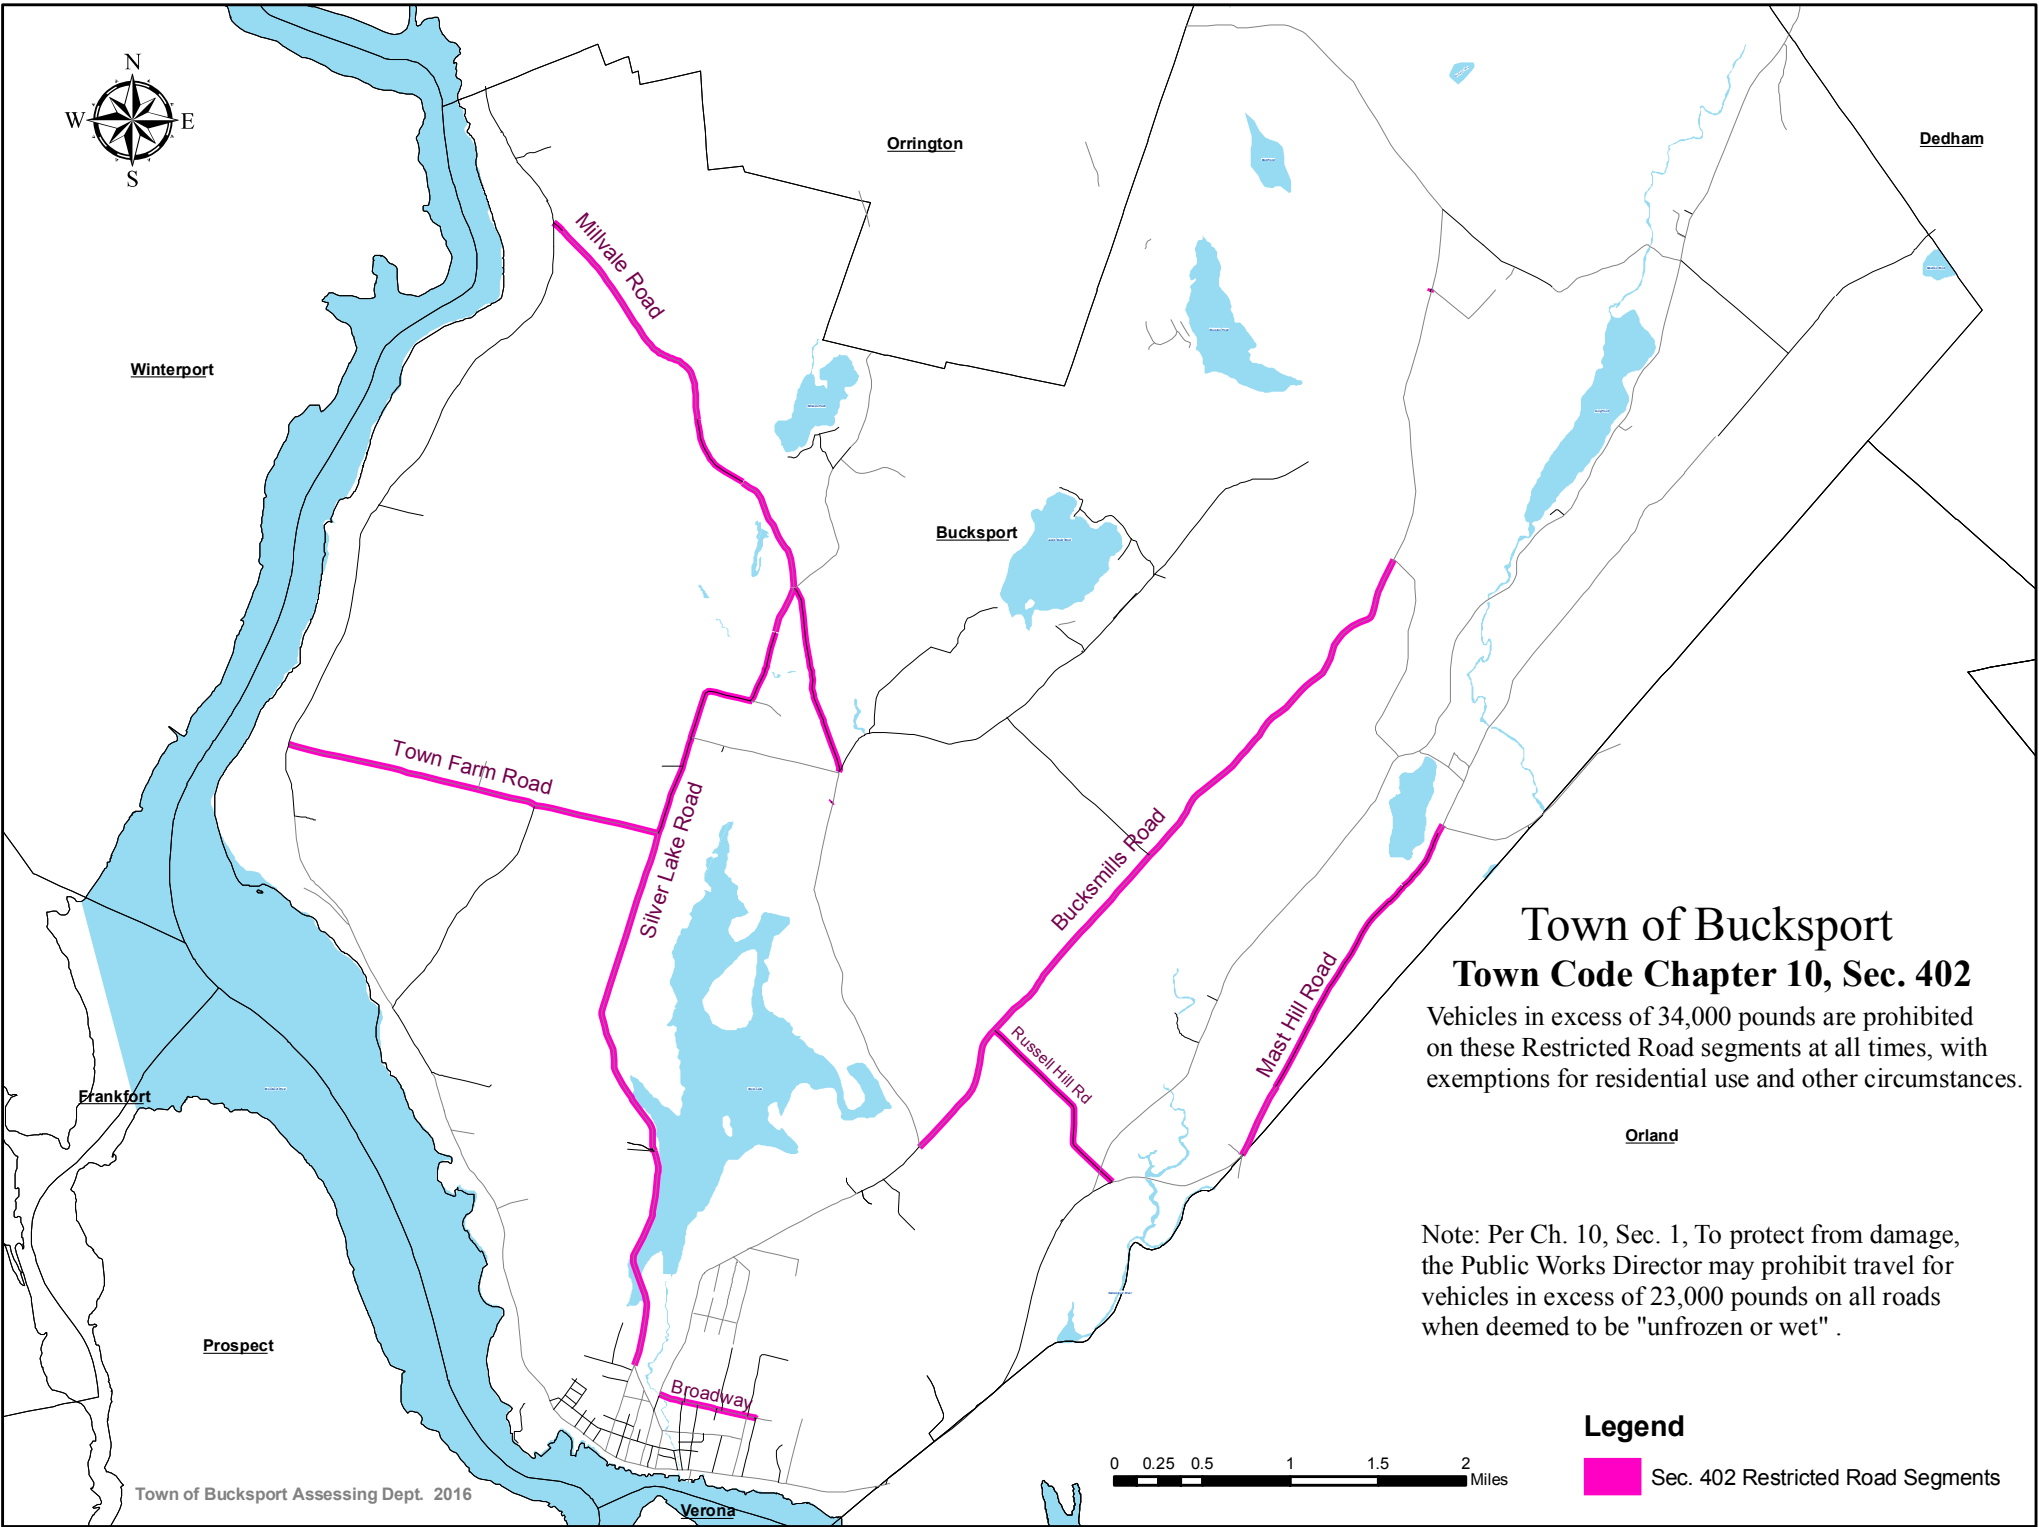 N
W
E
S
Orrington
Dedham
Millvale Road
Winterport
Bucksport
Town Farm Road
Silver Lake Road
Bucksmills Road
Russell Hill Rd
Mast Hill Road
Town of Bucksport
Town Code Chapter 10, Sec. 402
Vehicles in excess of 34,000 pounds are prohibited
on these Restricted Road segments at all times, with
exemptions for residential use and other circumstances.
Frankfort
Orland
Note: Per Ch. 10, Sec. 1, To protect from damage,
the Public Works Director may prohibit travel for
vehicles in excess of 23,000 pounds on all roads
when deemed to be "unfrozen or wet" .
Prospect
Broadway
Legend
Sec. 402 Restricted Road Segments
0 0.25 0.5 1 1.5 2
Miles
Town of Bucksport Assessing Dept. 2016
Verona